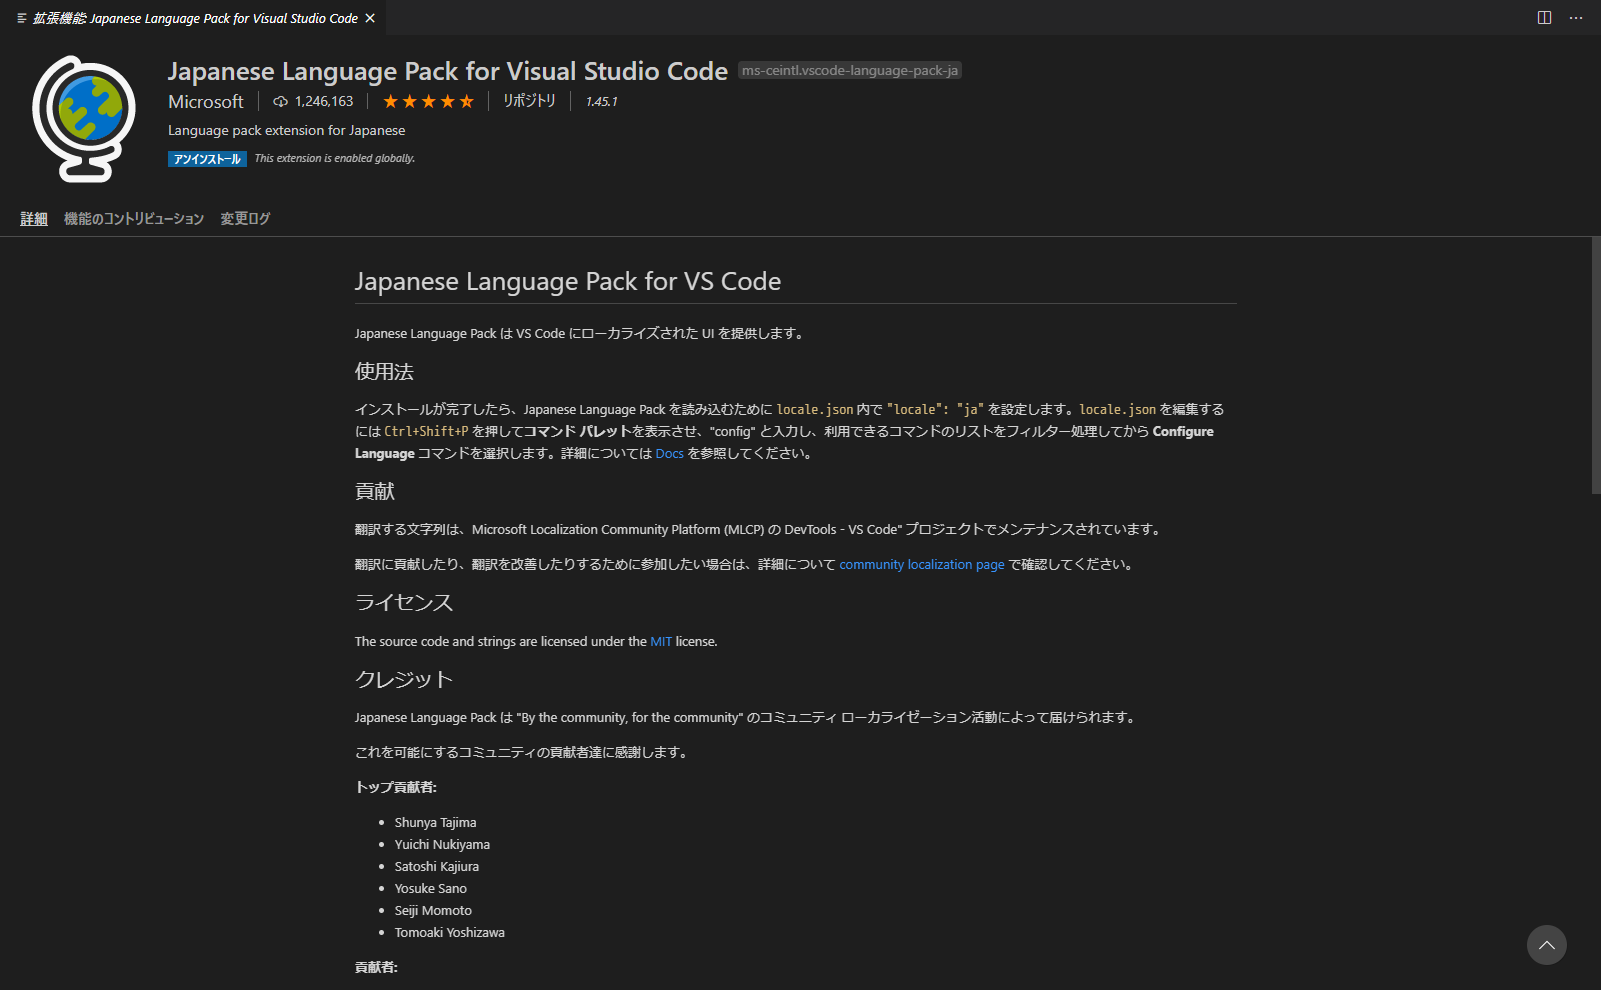 拡張機能: Japanese Language Pack for Visual Studio Code
Japanese Language Pack for Visual Studio Code ms-ceintl.vscode-language-pack-ja
Microsoft 1,246,163 リポジトリ 1.45.1
Language pack extension for Japanese
アンインストール This extension is enabled globally.
詳細 機能のコントリビューション 変更ログ
Japanese Language Pack for VS Code
Japanese Language Pack は VS Code にローカライズされた UI を提供します。
使用法
インストールが完了したら、Japanese Language Pack を読み込むために locale.json 内で "locale": "ja" を設定します。locale.json を編集する
には Ctrl+Shift+P を押してコマンド パレットを表示させ、"config" と入力し、利用できるコマンドのリストをフィルター処理してから Configure
Language コマンドを選択します。詳細については Docs を参照してください。
貢献
翻訳する文字列は、Microsoft Localization Community Platform (MLCP) の DevTools - VS Code" プロジェクトでメンテナンスされています。
翻訳に貢献したり、翻訳を改善したりするために参加したい場合は、詳細について community localization page で確認してください。
ライセンス
The source code and strings are licensed under the MIT license.
クレジット
Japanese Language Pack は "By the community, for the community" のコミュニティ ローカライゼーション活動によって届けられます。
これを可能にするコミュニティの貢献者達に感謝します。
トップ貢献者:
Shunya Tajima
Yuichi Nukiyama
Satoshi Kajiura
Yosuke Sano
Seiji Momoto
Tomoaki Yoshizawa
貢献者: